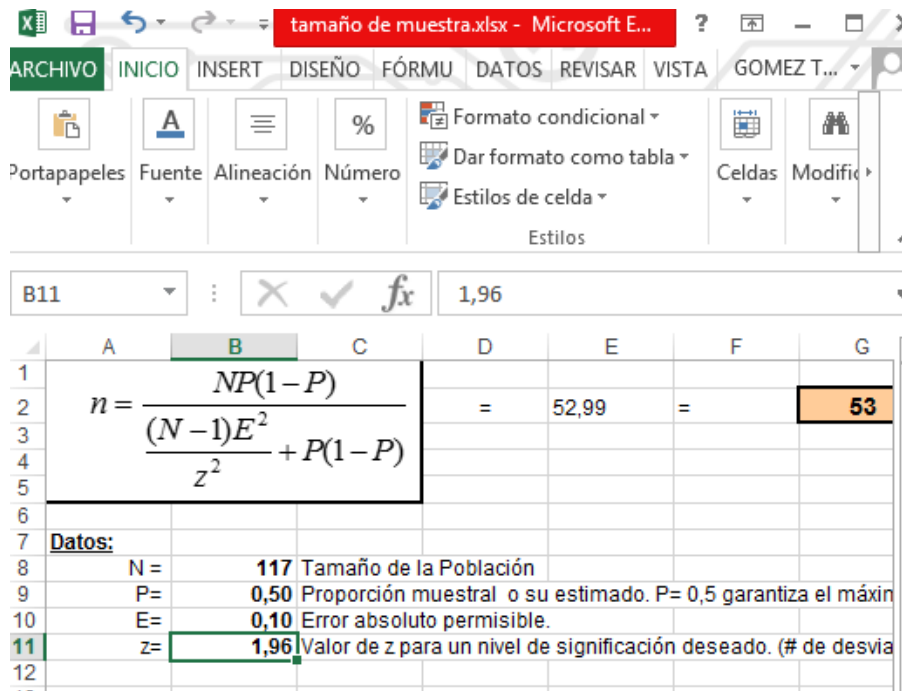 tamaño de muestra.xlsx - Microsoft E... ?
ARCHIVO INICIO INSERT DISEÑO FÓRMU DATOS REVISAR VISTA GOMEZ T...
A % Formato condicional
Dar formato como tabla
Portapapeles Fuente Alineación Número Celdas Modific
Estilos de celda
Estilos
B11 fx 1,96
A B C D E F G
1
2 n = NP(1 − P) / ((N − 1)E² / z² + P(1 − P)) = 52,99 = 53
3
4
5
6
7 Datos:
8 N = 117 Tamaño de la Población
9 P= 0,50 Proporción muestral o su estimado. P= 0,5 garantiza el máxin
10 E= 0,10 Error absoluto permisible.
11 z= 1,96 Valor de z para un nivel de significación deseado. (# de desvia
12